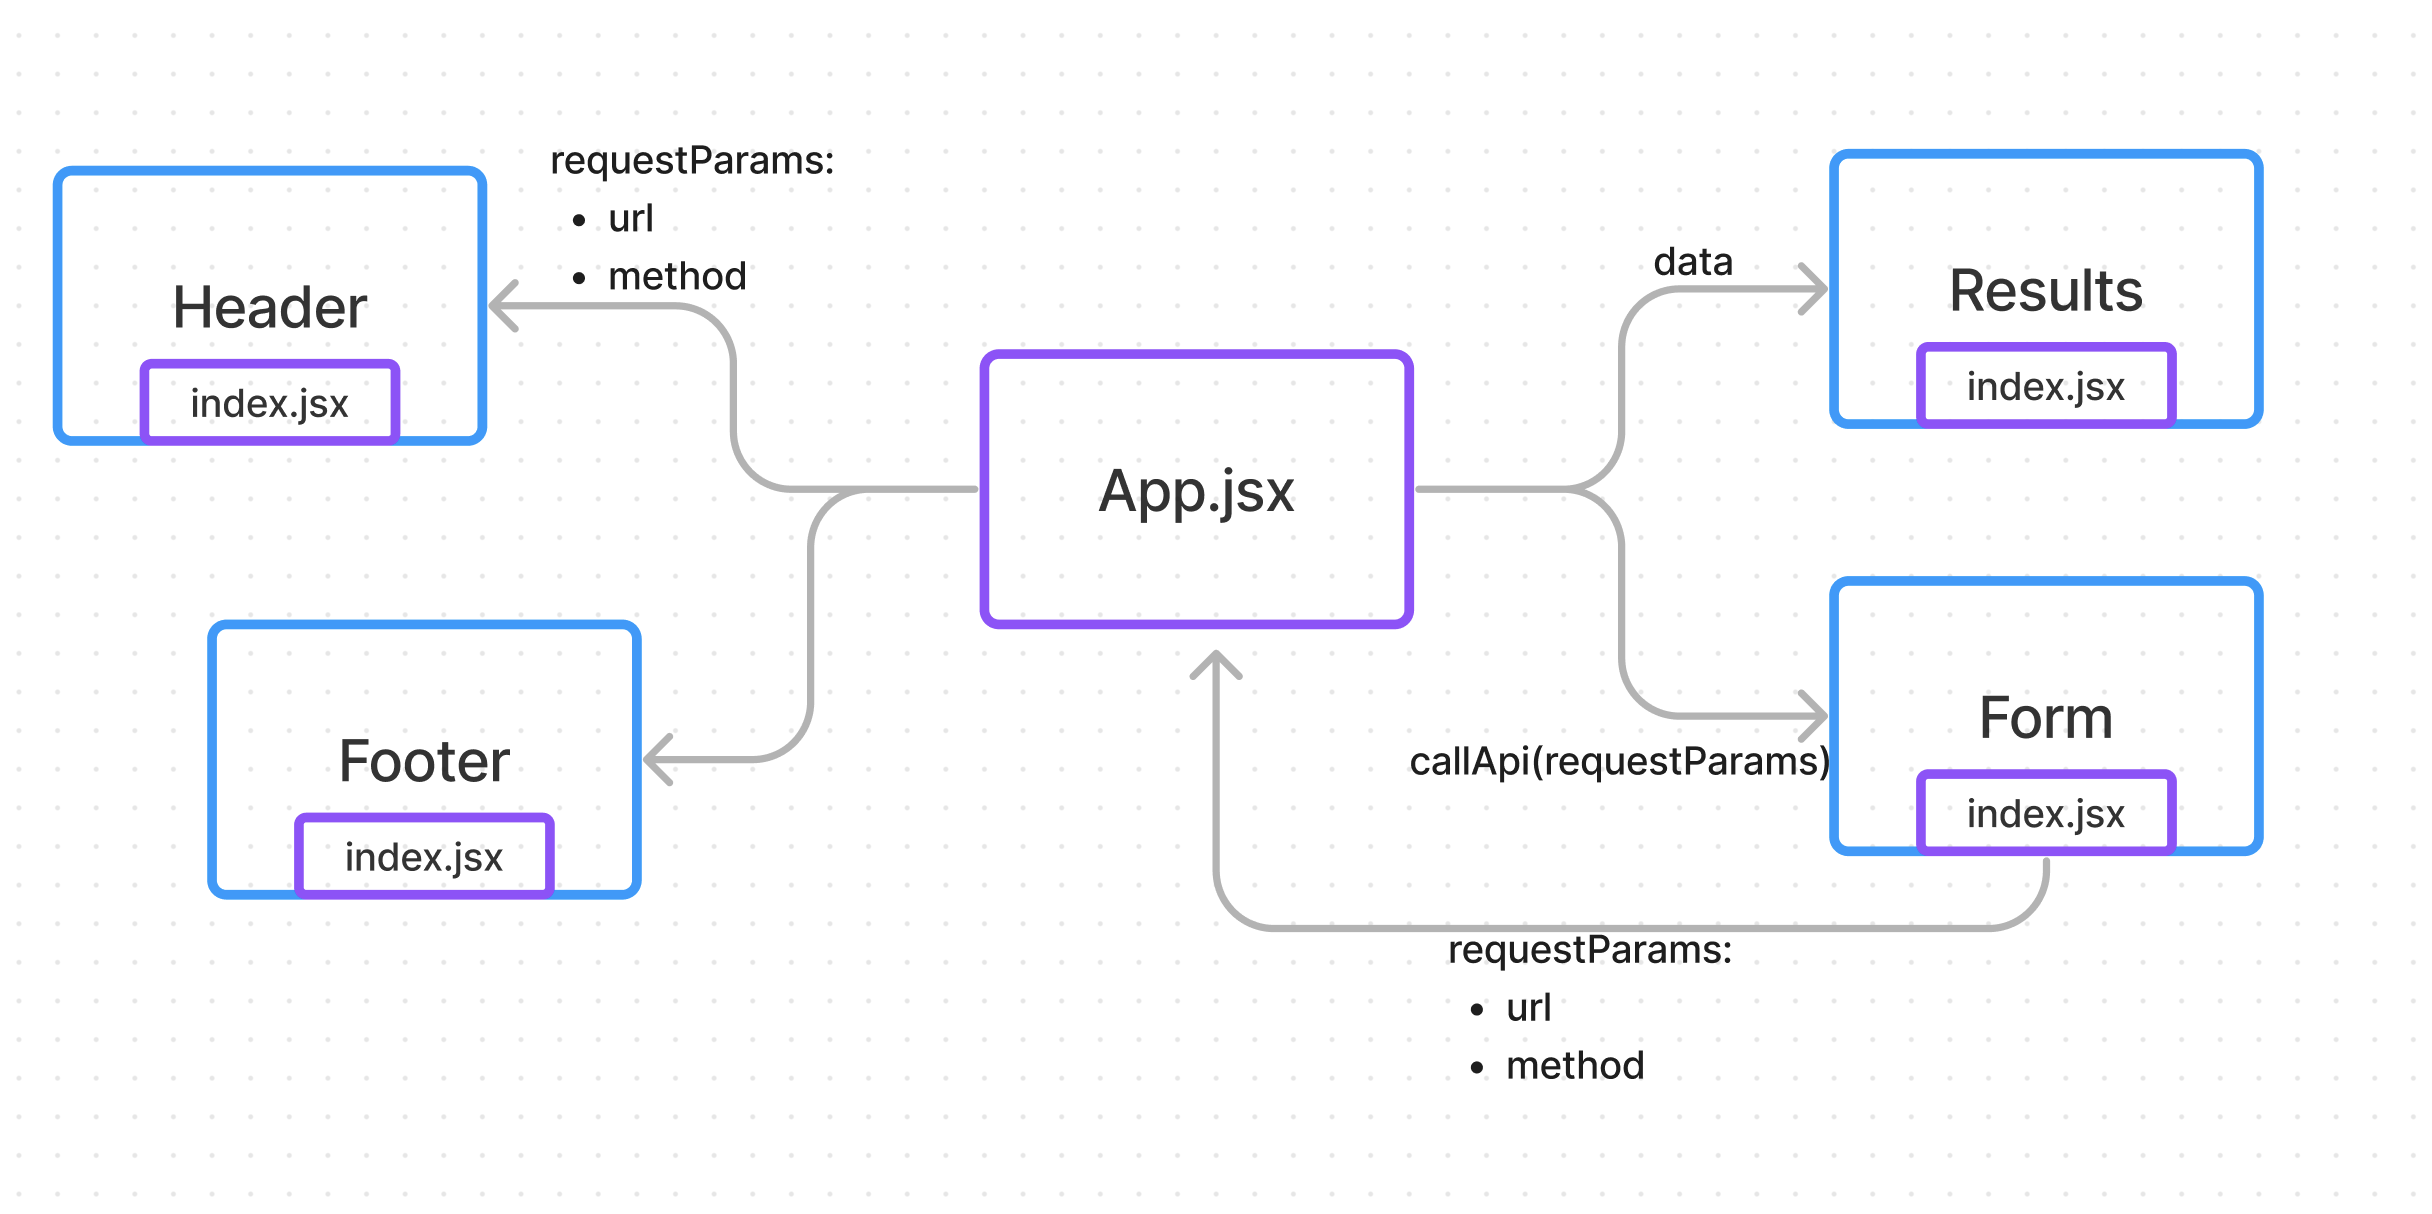 requestParams:
• url
• method
Header
index.jsx
data
Results
index.jsx
App.jsx
Footer
index.jsx
callApi(requestParams)
Form
index.jsx
requestParams:
• url
• method